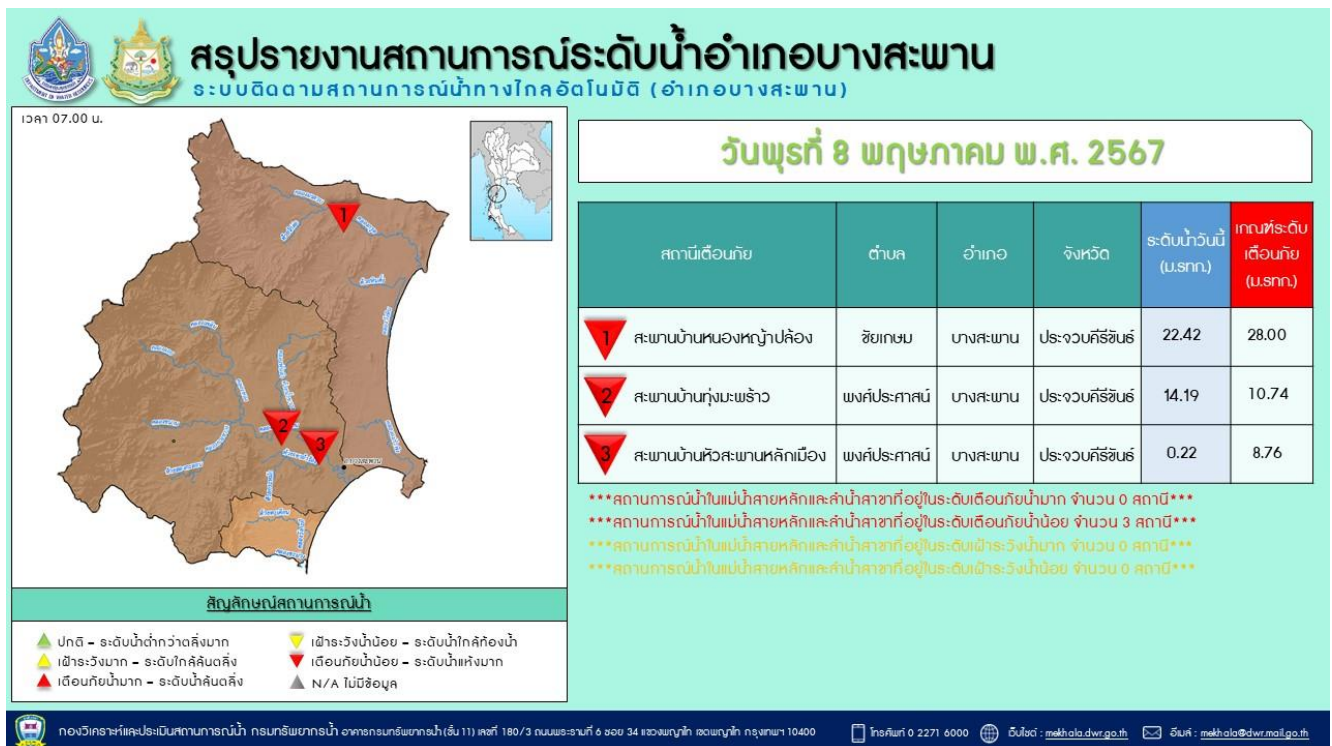 สรุปรายงานสถานการณ์ระดับน้ำอำเภอบางสะพาน
ระบบติดตามสถานการณ์น้ำทางไกลอัตโนมัติ (อำเภอบางสะพาน)
เวลา 07.00 น.
1
2
3
วันพุธที่ 8 พฤษภาคม พ.ศ. 2567
สถานีเตือนภัย ตำบล อำเภอ จังหวัด ระดับน้ำวันนี้ (ม.รทก.) เกณฑ์ระดับเตือนภัย (ม.รทก.)
1 สะพานบ้านหนองหญ้าปล้อง ชัยเกษม บางสะพาน ประจวบคีรีขันธ์ 22.42 28.00
2 สะพานบ้านทุ่งมะพร้าว พงศ์ประศาสน์ บางสะพาน ประจวบคีรีขันธ์ 14.19 10.74
3 สะพานบ้านหัวสะพานหลักเมือง พงศ์ประศาสน์ บางสะพาน ประจวบคีรีขันธ์ 0.22 8.76
***สถานการณ์น้ำในแม่น้ำสายหลักและลำน้ำสาขาที่อยู่ในระดับเตือนภัยน้ำมาก จำนวน 0 สถานี***
***สถานการณ์น้ำในแม่น้ำสายหลักและลำน้ำสาขาที่อยู่ในระดับเตือนภัยน้ำน้อย จำนวน 3 สถานี***
***สถานการณ์น้ำในแม่น้ำสายหลักและลำน้ำสาขาที่อยู่ในระดับเฝ้าระวังน้ำมาก จำนวน 0 สถานี***
***สถานการณ์น้ำในแม่น้ำสายหลักและลำน้ำสาขาที่อยู่ในระดับเฝ้าระวังน้ำน้อย จำนวน 0 สถานี***
สัญลักษณ์สถานการณ์น้ำ
ปกติ - ระดับน้ำต่ำกว่าตลิ่งมาก
เฝ้าระวังมาก - ระดับใกล้ล้นตลิ่ง
เตือนภัยน้ำมาก - ระดับน้ำล้นตลิ่ง
เฝ้าระวังน้ำน้อย - ระดับน้ำใกล้ท้องน้ำ
เตือนภัยน้ำน้อย - ระดับน้ำแห้งมาก
N/A ไม่มีข้อมูล
กองวิเคราะห์และประเมินสถานการณ์น้ำ กรมทรัพยากรน้ำ อาคารกรมทรัพยากรน้ำ(ชั้น 11) เลขที่ 180/3 ถนนพระรามที่ 6 ซอย 34 แขวงพญาไท เขตพญาไท กรุงเทพฯ 10400 โทรศัพท์ 0 2271 6000 เว็บไซต์ : mekhala.dwr.go.th อีเมล์ : mekhala@dwr.mail.go.th